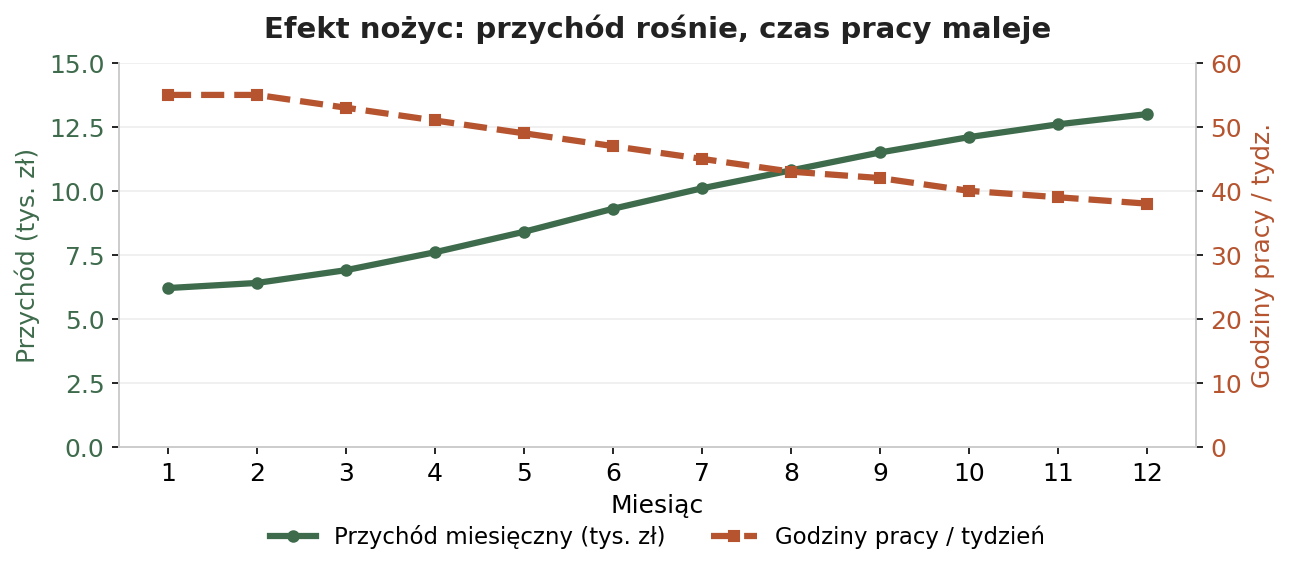 Efekt nożyc: przychód rośnie, czas pracy maleje
15.0
12.5
10.0
7.5
5.0
2.5
0.0
Przychód (tys. zł)
60
50
40
30
20
10
0
Godziny pracy / tydz.
1 2 3 4 5 6 7 8 9 10 11 12
Miesiąc
Przychód miesięczny (tys. zł) Godziny pracy / tydzień